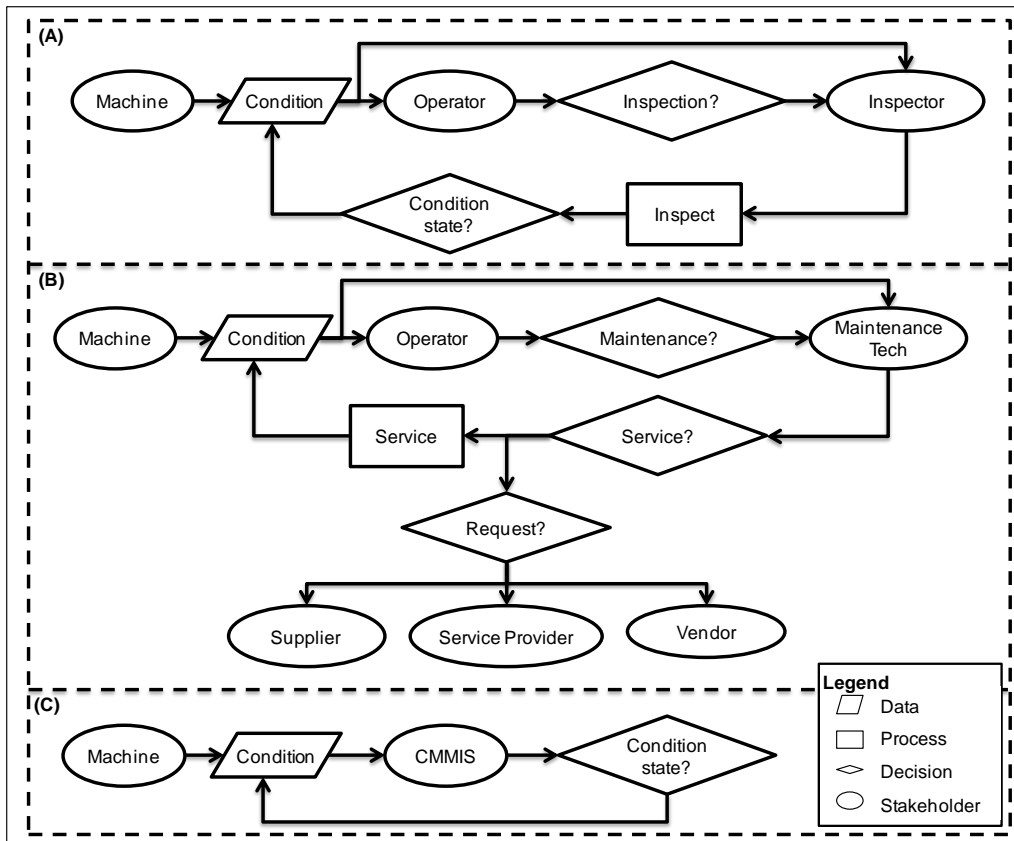 (A)
Machine
Condition
Operator
Inspection?
Inspector
Condition
state?
Inspect
(B)
Machine
Condition
Operator
Maintenance?
Maintenance
Tech
Service
Service?
Request?
Supplier
Service Provider
Vendor
(C)
Machine
Condition
CMMIS
Condition
state?
Legend
Data
Process
Decision
Stakeholder